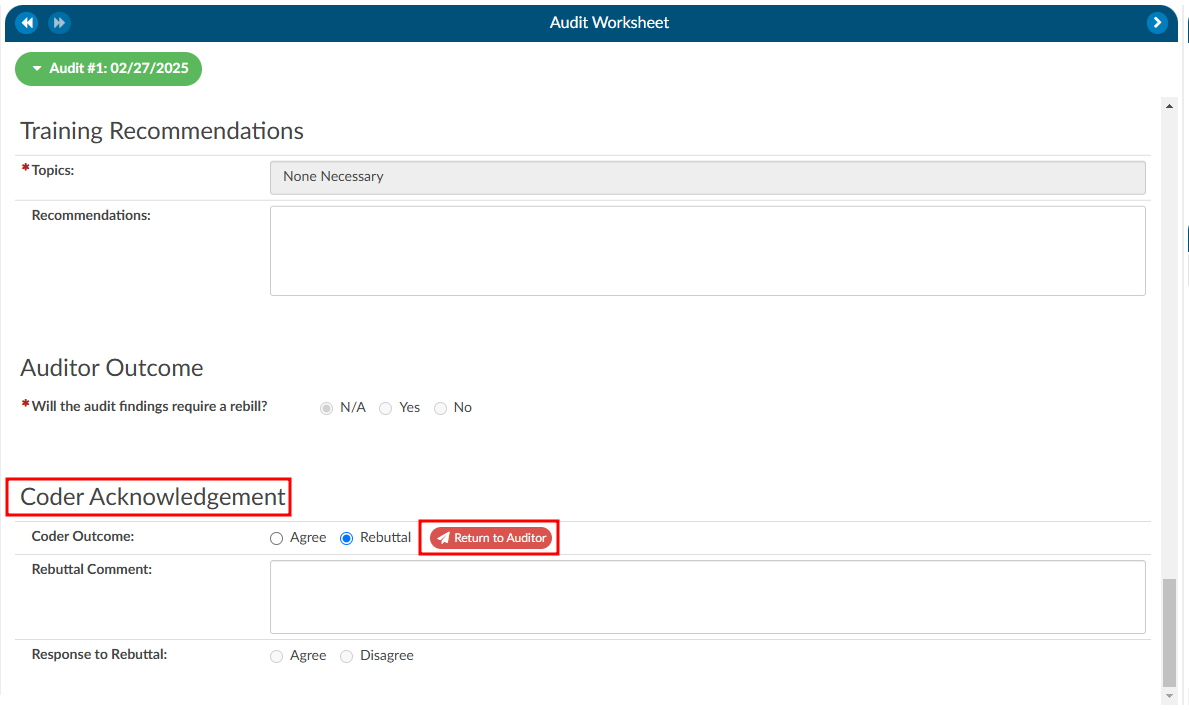 Audit Worksheet
Audit #1: 02/27/2025
Training Recommendations
* Topics: None Necessary
Recommendations:
Auditor Outcome
* Will the audit findings require a rebill? N/A Yes No
Coder Acknowledgement
Coder Outcome: Agree Rebuttal Return to Auditor
Rebuttal Comment:
Response to Rebuttal: Agree Disagree